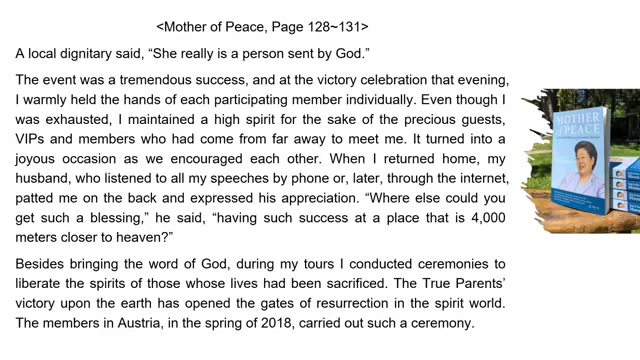 <Mother of Peace, Page 128~131>
A local dignitary said, “She really is a person sent by God.”
The event was a tremendous success, and at the victory celebration that evening,
I warmly held the hands of each participating member individually. Even though I
was exhausted, I maintained a high spirit for the sake of the precious guests,
VIPs and members who had come from far away to meet me. It turned into a
joyous occasion as we encouraged each other. When I returned home, my
husband, who listened to all my speeches by phone or, later, through the internet,
patted me on the back and expressed his appreciation. “Where else could you
get such a blessing,” he said, “having such success at a place that is 4,000
meters closer to heaven?”
Besides bringing the word of God, during my tours I conducted ceremonies to
liberate the spirits of those whose lives had been sacrificed. The True Parents’
victory upon the earth has opened the gates of resurrection in the spirit world.
The members in Austria, in the spring of 2018, carried out such a ceremony.
MOTHER
of PEACE